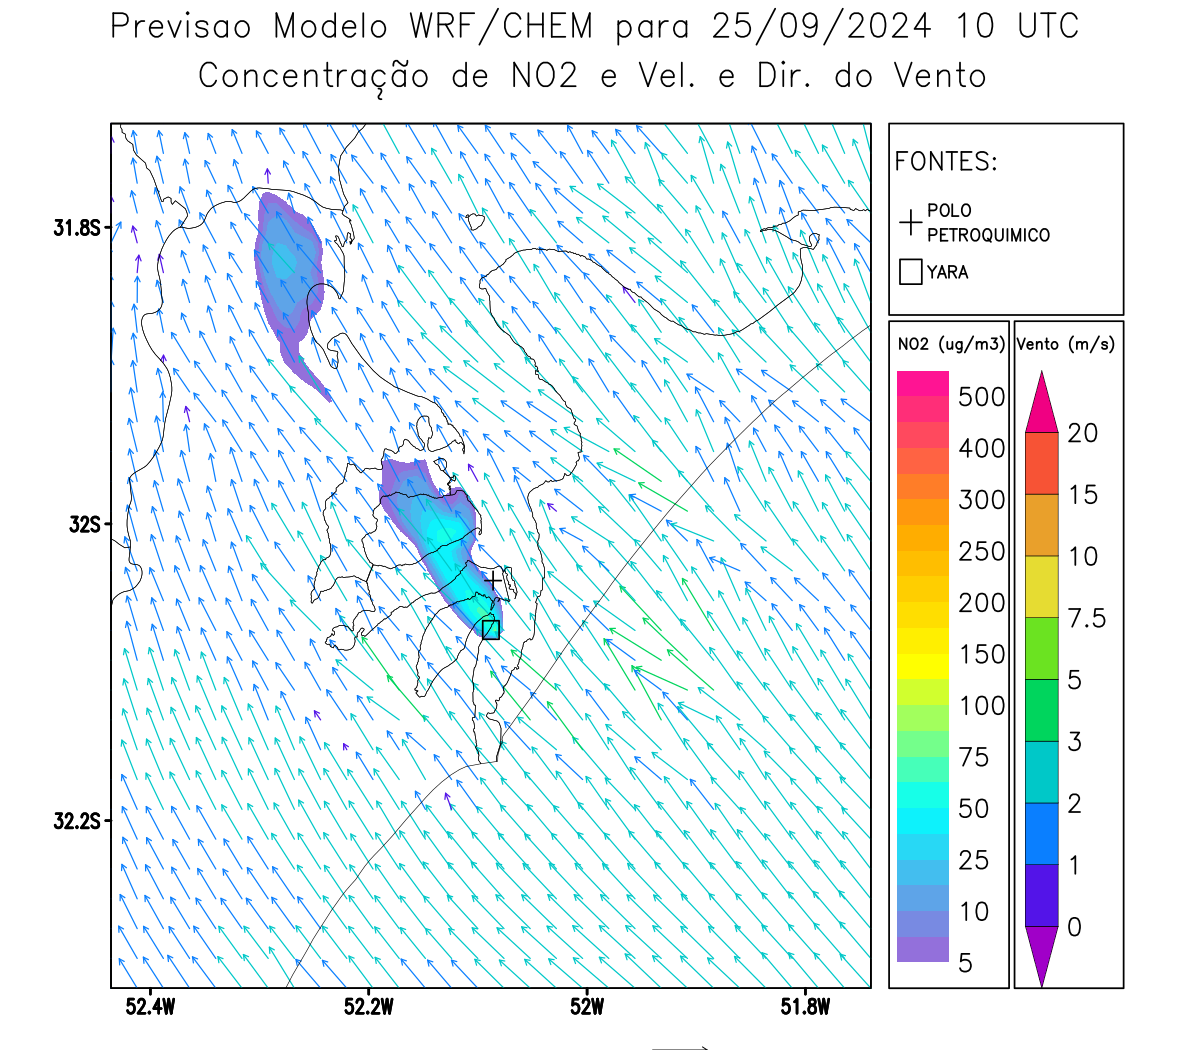 Previsao Modelo WRF/CHEM para 25/09/2024 10 UTC
Concentração de NO2 e Vel. e Dir. do Vento
FONTES:
POLO
PETROQUIMICO
YARA
NO2 (ug/m3)
500
400
300
250
200
150
100
75
50
25
10
5
Vento (m/s)
20
15
10
7.5
5
3
2
1
0
31.8S
32S
32.2S
52.4W 52.2W 52W 51.8W